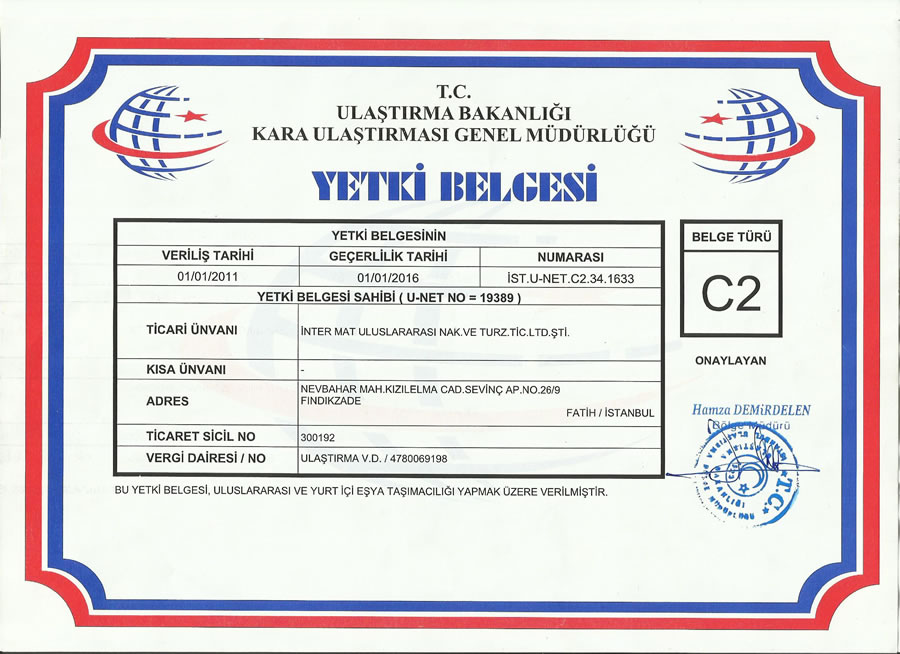 T.C.
ULAŞTIRMA BAKANLIĞI
KARA ULAŞTIRMASI GENEL MÜDÜRLÜĞÜ
YETKİ BELGESİ
YETKİ BELGESİNİN
VERİLİŞ TARİHİ GEÇERLİLİK TARİHİ NUMARASI
01/01/2011 01/01/2016 İST.U-NET.C2.34.1633
YETKİ BELGESİ SAHİBİ ( U-NET NO = 19389 )
TİCARİ ÜNVANI İNTER MAT ULUSLARARASI NAK.VE TURZ.TİC.LTD.ŞTİ.
KISA ÜNVANI -
ADRES NEVBAHAR MAH.KIZILELMA CAD.SEVİNÇ AP.NO.26/9
FINDIKZADE
FATİH / İSTANBUL
TİCARET SİCİL NO 300192
VERGİ DAİRESİ / NO ULAŞTIRMA V.D. / 4780069198
BU YETKİ BELGESİ, ULUSLARARASI VE YURT İÇİ EŞYA TAŞIMACILIĞI YAPMAK ÜZERE VERİLMİŞTİR.
BELGE TÜRÜ
C2
ONAYLAYAN
Hamza DEMİRDELEN
Bölge Müdürü
T.C.